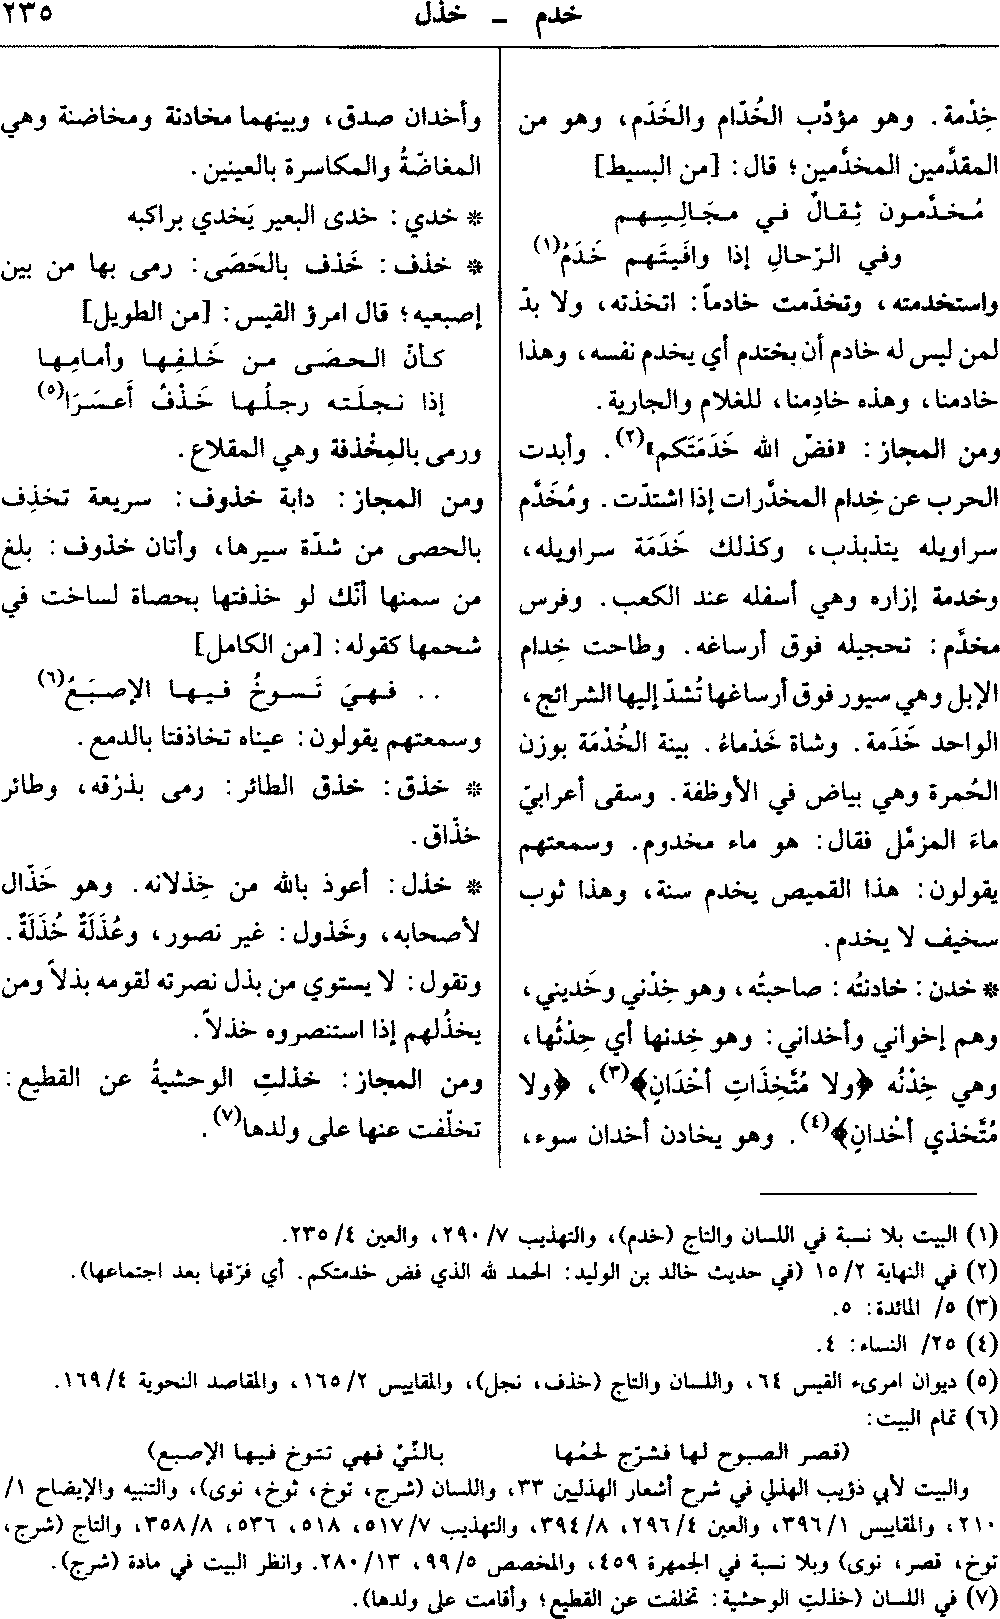 خدم – خذل
٢٣٥
خِدْمة. وهو مؤدِّب الخُدّام والخَدَم، وهو من
المقدَّمين المخدَّمين؛ قال: [من البسيط]
مُخدَّمون ثِقالٌ في مجَالِسِهِم
وفي الرّحالِ إذا وافَيتَهم خَدَمُ(١)
واستخدمته، وتخدّمت خادماً: اتخذته، ولا بدّ
لمن ليس له خادم أن يختدم أي يخدم نفسه، وهذا
خادمنا، وهذه خادِمنا، للغلام والجارية.
ومن المجاز: «فضّ الله خَدَمَتَكم»(٢). وأبدت
الحرب عن خِدام المخدَّرات إذا اشتدّت. ومُخَدَّم
سراويله يتذبذب، وكذلك خَدَمَة سراويله،
وخدمة إزاره وهي أسفله عند الكعب. وفرس
مخدَّم: تحجيله فوق أرساغه. وطاحت خِدام
الإبل وهي سيور فوق أرساغها تُشدّ إليها الشرائج،
الواحد خَدَمة. وشاة خَدْماءُ. بينة الخُدْمَة بوزن
الحُمرة وهي بياض في الأوظفة. وسقى أعرابيّ
ماءَ المزمَّل فقال: هو ماء مخدوم. وسمعتهم
يقولون: هذا القميص يخدم سنة، وهذا ثوب
سخيف لا يخدم.
* خدن: خادنتُه: صاحبتُه، وهو خِدْني وخَديني،
وهم إخواني وأخداني: وهو خِدنها أي حِدْثُها،
وهي خِدْنُه ﴿ولا مُتَّخِذَاتِ أخْدَانٍ﴾(٣)، ﴿ولا
مُتَّخذي أخْدانٍ﴾(٤). وهو يخادن أخدان سوء،
وأخدان صدق، وبينهما مخادنة ومخاضنة وهي
المغاضّةُ والمكاسرة بالعينين.
* خدي: خدى البعير يَخدي براكبه
* خذف: خَذف بالحَصَى: رمى بها من بين
إصبعيه؛ قال امرؤ القيس: [من الطويل]
كأنّ الحصَى من خَلفِها وأمامِها
إذا نجلَته رجلُها خَذْفُ أَعسَرَا(٥)
ورمى بالمِخْذفة وهي المقلاع.
ومن المجاز: دابة خذوف: سريعة تخذِف
بالحصى من شدّة سيرها، وأتان خذوف: بلغ
من سمنها أنّك لو خذفتها بحصاة لساخت في
شحمها كقوله: [من الكامل]
.. فهيَ تَسوخُ فيها الإصبَعُ(٦)
وسمعتهم يقولون: عيناه تخاذفتا بالدمع.
* خذق: خذق الطائر: رمى بذرْقه، وطائر
خذّاق.
* خذل: أعوذ بالله من خِذلانه. وهو خَذّال
لأصحابه، وخَذول: غير نصور، وعُذَلَةٌ خُذَلَةٌ.
وتقول: لا يستوي من بذل نصرته لقومه بذلاً ومن
يخذُلهم إذا استنصروه خذلاً.
ومن المجاز: خذلتِ الوحشيةُ عن القطيع:
تخلّفت عنها على ولدها(٧).
(١) البيت بلا نسبة في اللسان والتاج (خدم)، والتهذيب ٧/ ٢٩٠، والعين ٤/ ٢٣٥.
(٢) في النهاية ٢/ ١٥ (في حديث خالد بن الوليد: الحمد لله الذي فض خدمتكم. أي فرّقها بعد اجتماعها).
(٣) ٥/ المائدة: ٥.
(٤) ٢٥/ النساء: ٤.
(٥) ديوان امرىء القيس ٦٤، واللسان والتاج (خذف، نجل)، والمقاييس ٢/ ١٦٥، والمقاصد النحوية ٤/ ١٦٩.
(٦) تمام البيت:
(قصر الصبوح لها فشرّج لحمُها بالنَّيّ فهي تتوخ فيها الإصبع)
والبيت لأبي ذؤيب الهذلي في شرح أشعار الهذليين ٣٣، واللسان (شرج، توخ، ثوخ، نوى)، والتنبيه والإيضاح ١/
٢١٠، والمقاييس ١/ ٣٩٦، والعين ٤/ ٢٩٦، ٨/ ٣٩٤، والتهذيب ٧/ ٥١٧، ٥١٨، ٥٣٦، ٨/ ٣٥٨، والتاج (شرج،
توخ، قصر، نوى) وبلا نسبة في الجمهرة ٤٥٩، والمخصص ٥/ ٩٩، ١٣/ ٢٨٠. وانظر البيت في مادة (شرج).
(٧) في اللسان (خذلتِ الوحشية: تخلفت عن القطيع؛ وأقامت على ولدها).